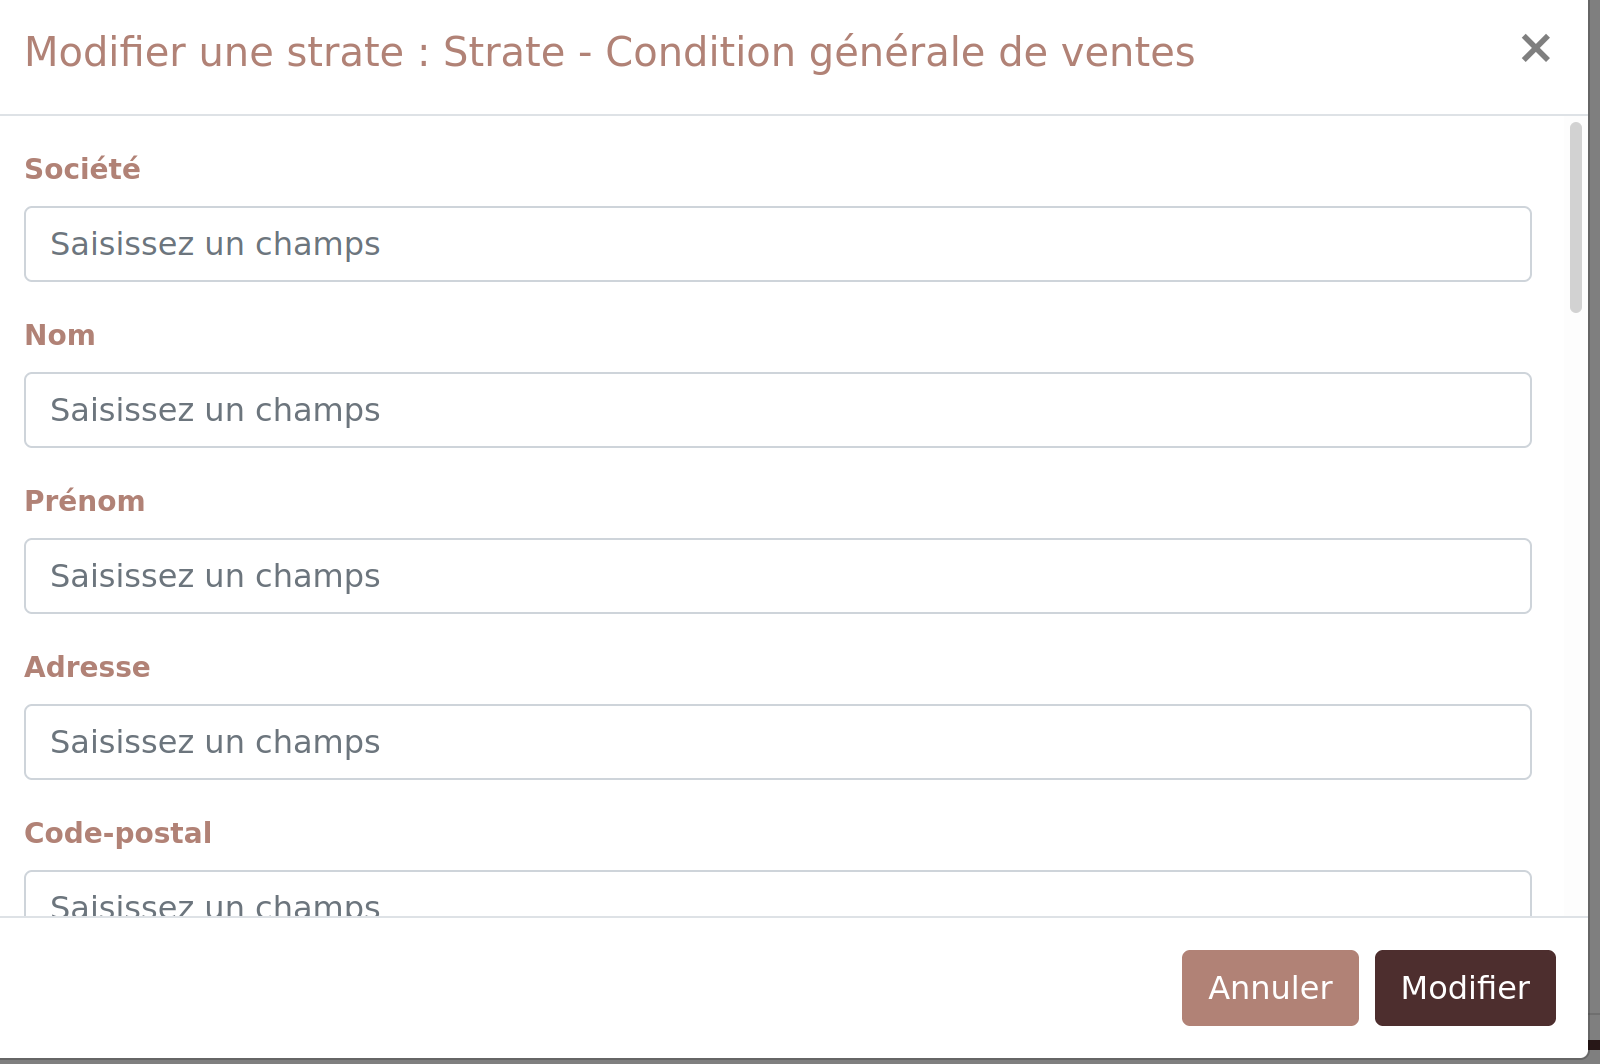 Modifier une strate : Strate - Condition générale de ventes
Société
Saisissez un champs
Nom
Saisissez un champs
Prénom
Saisissez un champs
Adresse
Saisissez un champs
Code-postal
Saisissez un champs
Annuler
Modifier